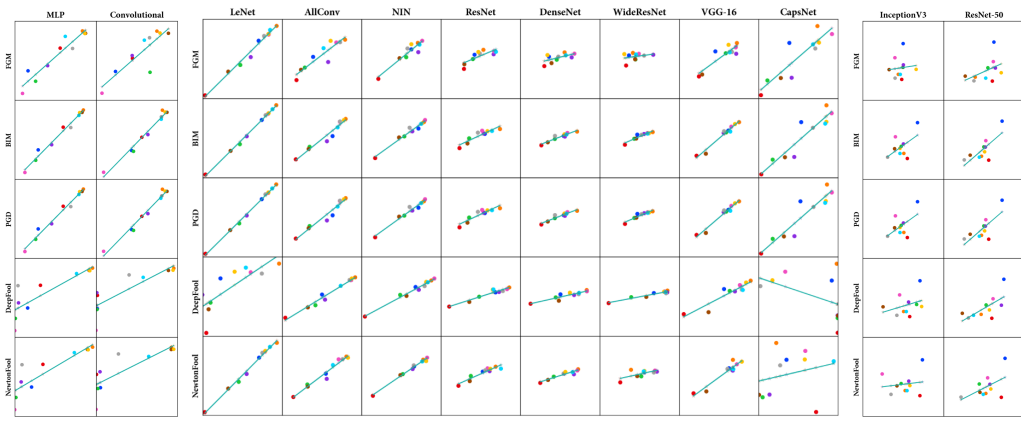 MLP Convolutional LeNet AllConv NIN ResNet DenseNet WideResNet VGG-16 CapsNet InceptionV3 ResNet-50
FGM FGM FGM
BIM BIM BIM
PGD PGD PGD
DeepFool DeepFool DeepFool
NewtonFool NewtonFool NewtonFool